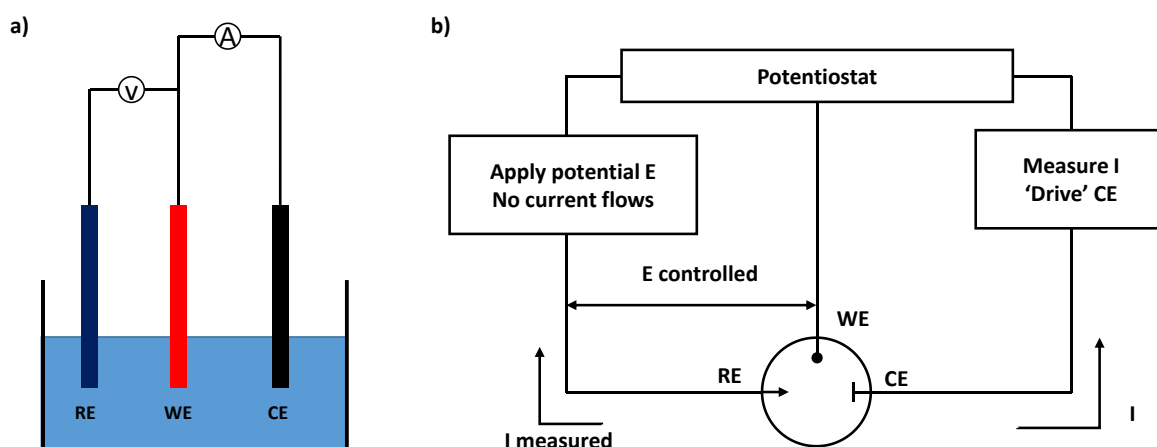 a)
A
V
RE
WE
CE
b)
Potentiostat
Apply potential E
No current flows
Measure I
‘Drive’ CE
E controlled
WE
RE
CE
I measured
I